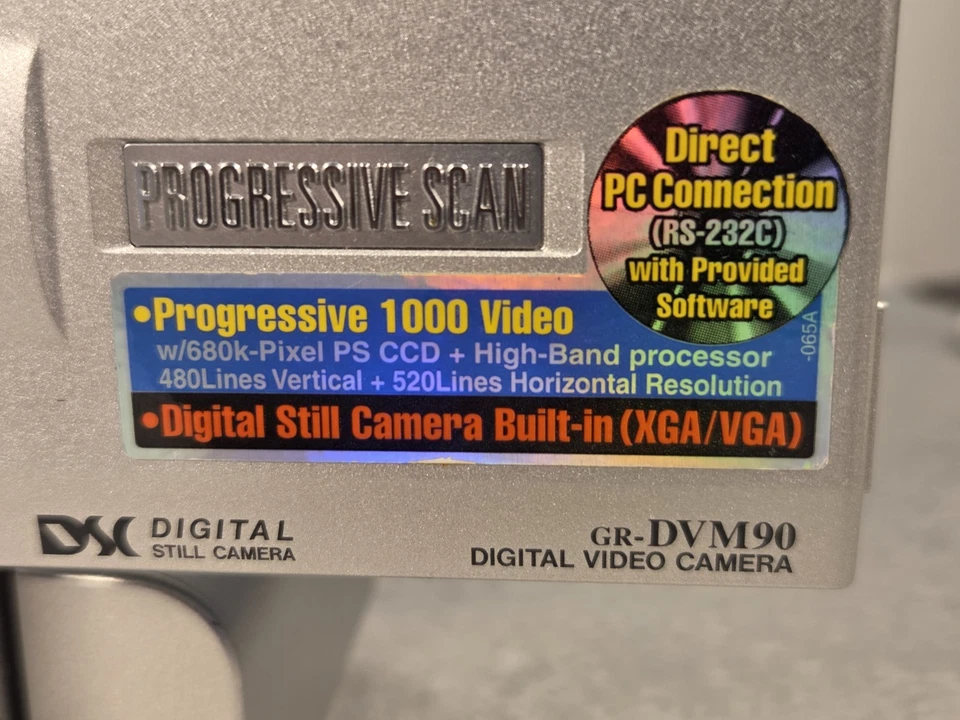 PROGRESSIVE SCAN
Direct
PC Connection
(RS-232C)
with Provided
Software
•Progressive 1000 Video
w/680k-Pixel PS CCD + High-Band processor
480Lines Vertical + 520Lines Horizontal Resolution
•Digital Still Camera Built-in (XGA/VGA)
-065A
DSC DIGITAL
STILL CAMERA
GR-DVM90
DIGITAL VIDEO CAMERA